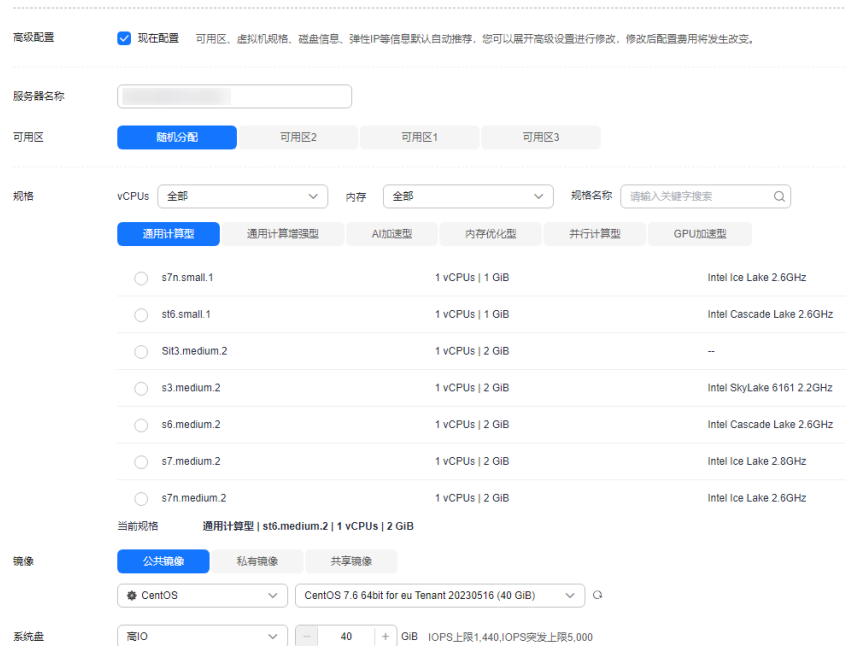 高级配置 现在配置 可用区、虚拟机规格、磁盘信息、弹性IP等信息默认自动推荐，您可以展开高级设置进行修改，修改后配置费用将发生改变。
服务器名称
可用区 随机分配 可用区2 可用区1 可用区3
规格 vCPUs 全部 内存 全部 规格名称 请输入关键字搜索
通用计算型 通用计算增强型 AI加速型 内存优化型 并行计算型 GPU加速型
s7n.small.1 1 vCPUs | 1 GiB Intel Ice Lake 2.6GHz
st6.small.1 1 vCPUs | 1 GiB Intel Cascade Lake 2.6GHz
Sit3.medium.2 1 vCPUs | 2 GiB --
s3.medium.2 1 vCPUs | 2 GiB Intel SkyLake 6161 2.2GHz
s6.medium.2 1 vCPUs | 2 GiB Intel Cascade Lake 2.6GHz
s7.medium.2 1 vCPUs | 2 GiB Intel Ice Lake 2.8GHz
s7n.medium.2 1 vCPUs | 2 GiB Intel Ice Lake 2.6GHz
当前规格 通用计算型 | st6.medium.2 | 1 vCPUs | 2 GiB
镜像 公共镜像 私有镜像 共享镜像
CentOS CentOS 7.6 64bit for eu Tenant 20230516 (40 GiB)
系统盘 高IO − 40 + GiB IOPS上限1,440,IOPS突发上限5,000